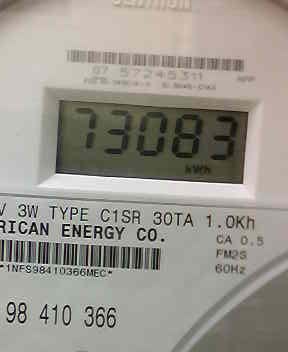 97 57245311
73083
kWh
V 3W TYPE C1SR 30TA 1.0Kh
RICAN ENERGY CO.
CA 0.5
FM2S
*1NFS98410366MEC*
60Hz
98 410 366